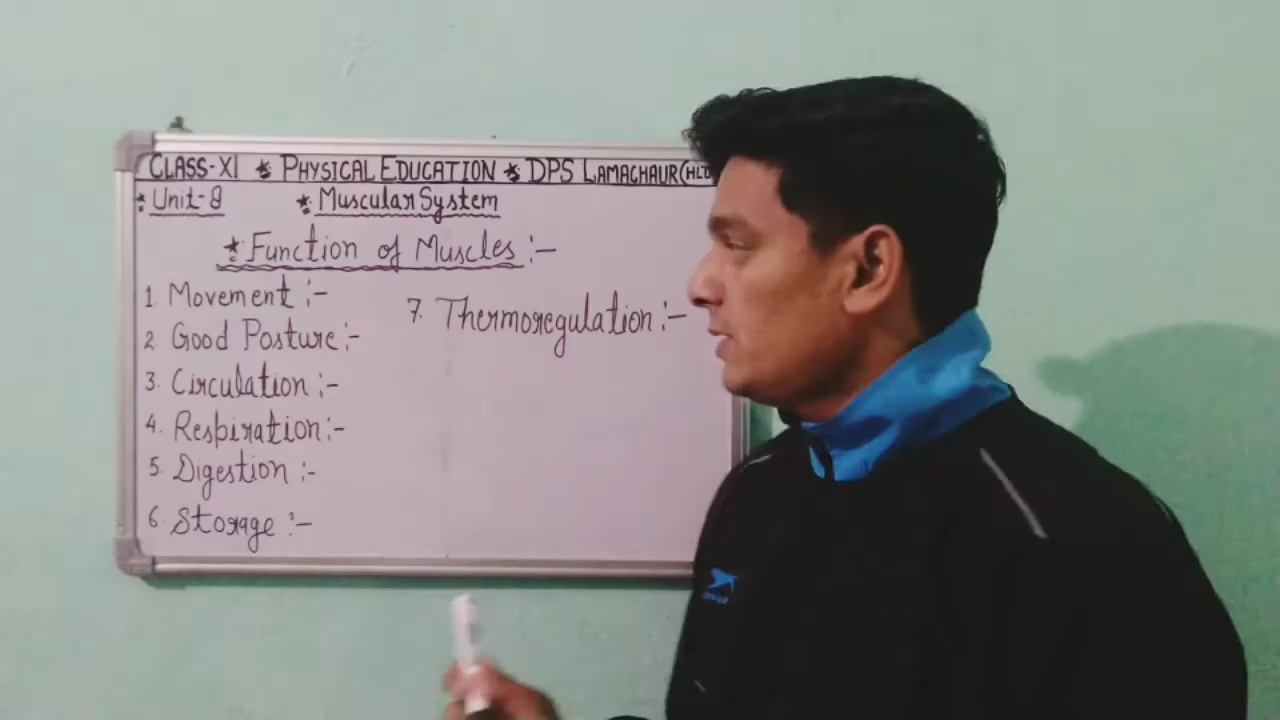 CLASS-XI * PHYSICAL EDUCATION * DPS LAMACHAUR (HLD
* Unit-8 * Muscular System
* Function of Muscles :-
1. Movement :-
2. Good Posture :-
3. Circulation :-
4. Respiration :-
5. Digestion :-
6. Storage :-
7. Thermoregulation :-